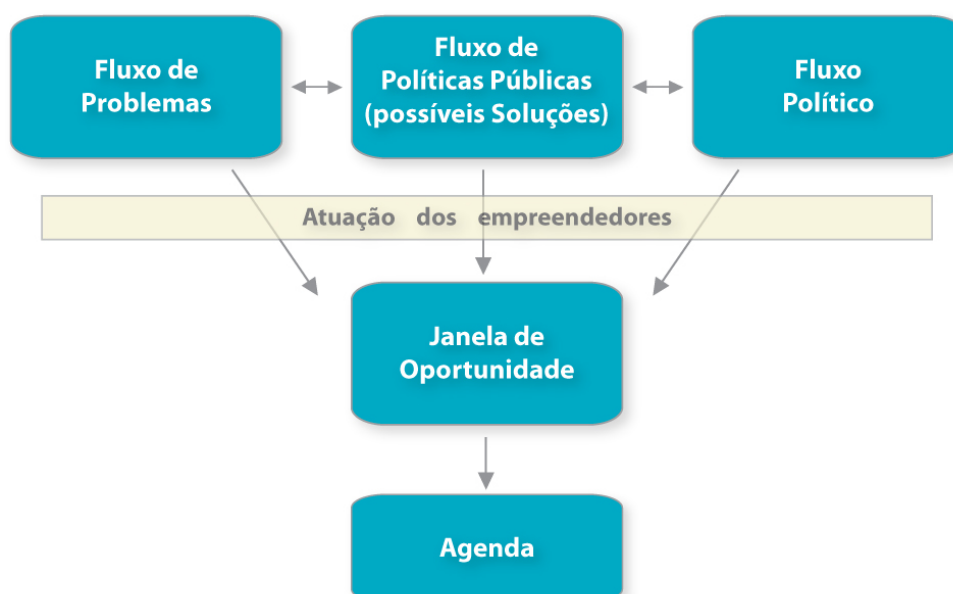 Fluxo de
Problemas
Fluxo de
Políticas Públicas
(possíveis Soluções)
Fluxo
Político
Atuação dos empreendedores
Janela de
Oportunidade
Agenda